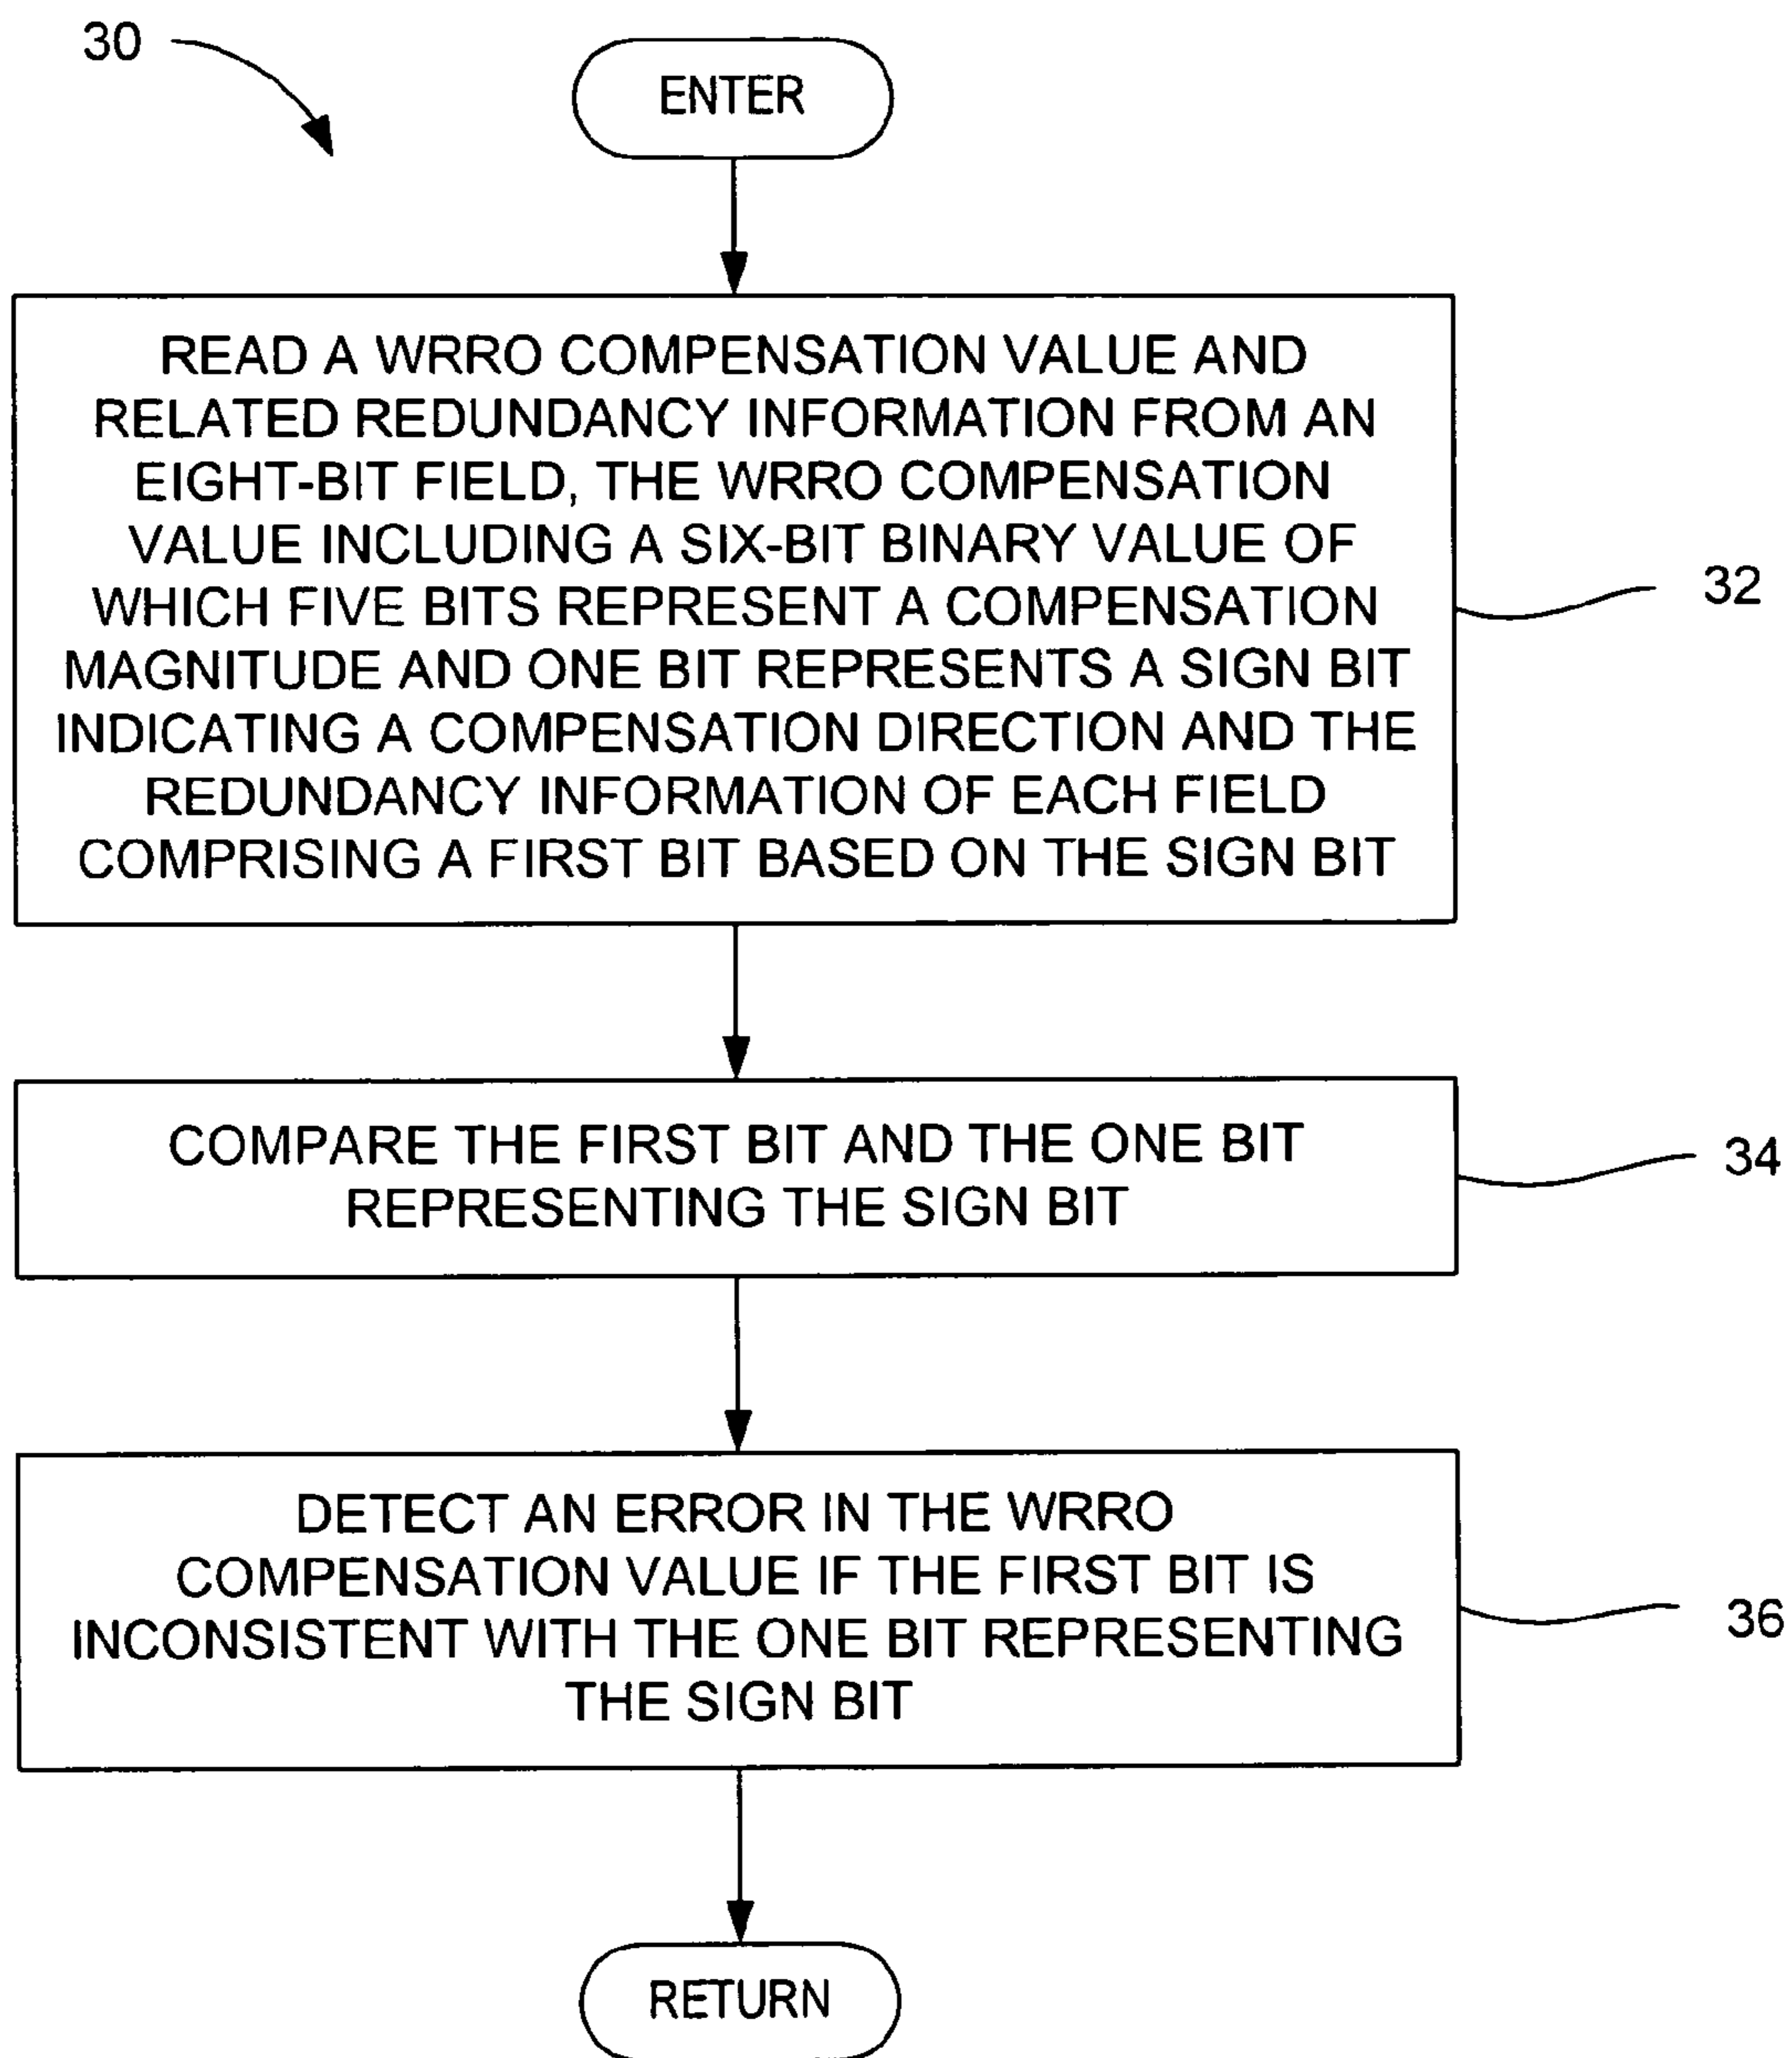 30
ENTER
READ A WRRO COMPENSATION VALUE AND
RELATED REDUNDANCY INFORMATION FROM AN
EIGHT-BIT FIELD, THE WRRO COMPENSATION
VALUE INCLUDING A SIX-BIT BINARY VALUE OF
WHICH FIVE BITS REPRESENT A COMPENSATION
MAGNITUDE AND ONE BIT REPRESENTS A SIGN BIT
INDICATING A COMPENSATION DIRECTION AND THE
REDUNDANCY INFORMATION OF EACH FIELD
COMPRISING A FIRST BIT BASED ON THE SIGN BIT
32
COMPARE THE FIRST BIT AND THE ONE BIT
REPRESENTING THE SIGN BIT
34
DETECT AN ERROR IN THE WRRO
COMPENSATION VALUE IF THE FIRST BIT IS
INCONSISTENT WITH THE ONE BIT REPRESENTING
THE SIGN BIT
36
RETURN